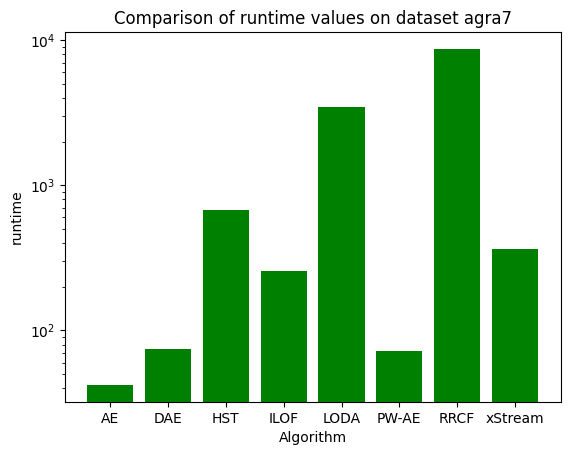 Comparison of runtime values on dataset agra7
runtime
10⁴
10³
10²
AE DAE HST ILOF LODA PW-AE RRCF xStream
Algorithm